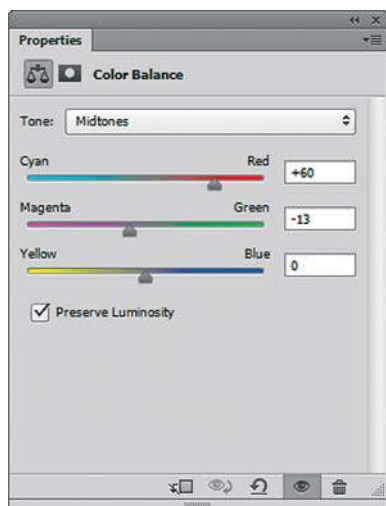 Properties
Color Balance
Tone: Midtones
Cyan Red +60
Magenta Green -13
Yellow Blue 0
Preserve Luminosity